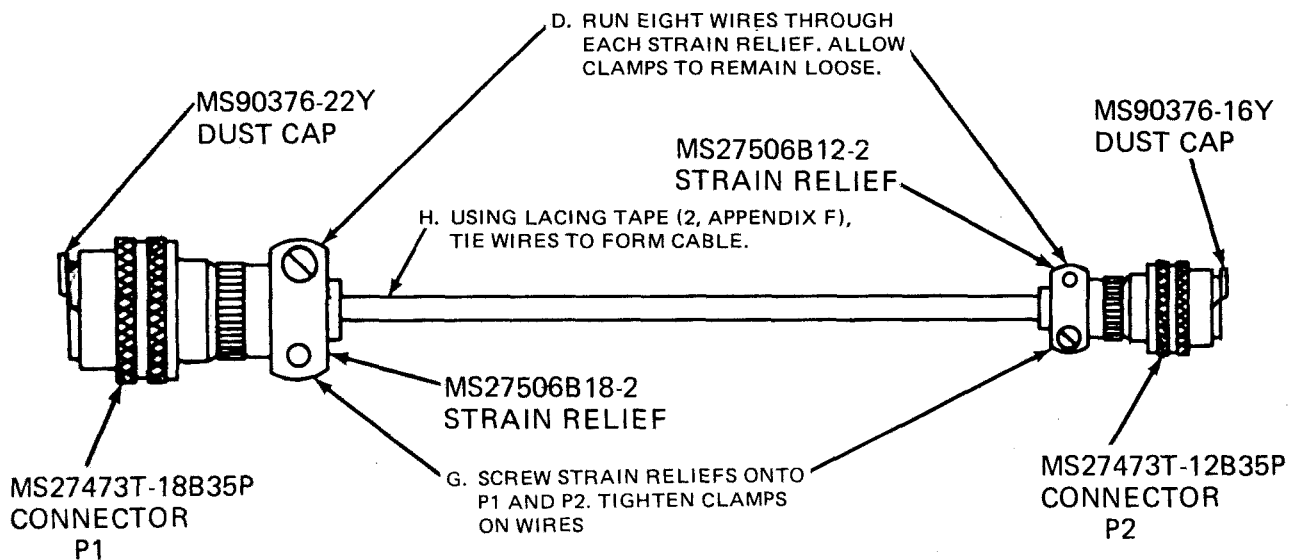 D. RUN EIGHT WIRES THROUGH
EACH STRAIN RELIEF. ALLOW
CLAMPS TO REMAIN LOOSE.
MS90376-22Y
DUST CAP
MS90376-16Y
DUST CAP
MS27506B12-2
STRAIN RELIEF
H. USING LACING TAPE (2, APPENDIX F),
TIE WIRES TO FORM CABLE.
MS27506B18-2
STRAIN RELIEF
G. SCREW STRAIN RELIEFS ONTO
P1 AND P2. TIGHTEN CLAMPS
ON WIRES
MS27473T-18B35P
CONNECTOR
P1
MS27473T-12B35P
CONNECTOR
P2